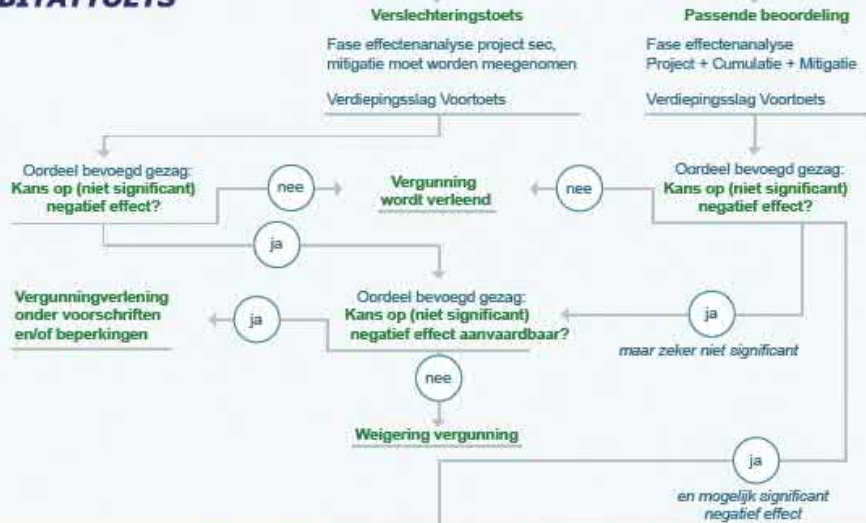 Verslechteringstoets
Fase effectenanalyse project sec,
mitigatie moet worden meegenomen
Verdiepingsslag Voortoets
Passende beoordeling
Fase effectenanalyse
Project + Cumulatie + Mitigatie
Verdiepingsslag Voortoets
Oordeel bevoegd gezag:
Kans op (niet significant)
negatief effect?
nee
Vergunning
wordt verleend
nee
Oordeel bevoegd gezag:
Kans op (niet significant)
negatief effect?
ja
Vergunningverlening
onder voorschriften
en/of beperkingen
ja
Oordeel bevoegd gezag:
Kans op (niet significant)
negatief effect aanvaardbaar?
ja
maar zeker niet significant
nee
Weigering vergunning
ja
en mogelijk significant
negatief effect